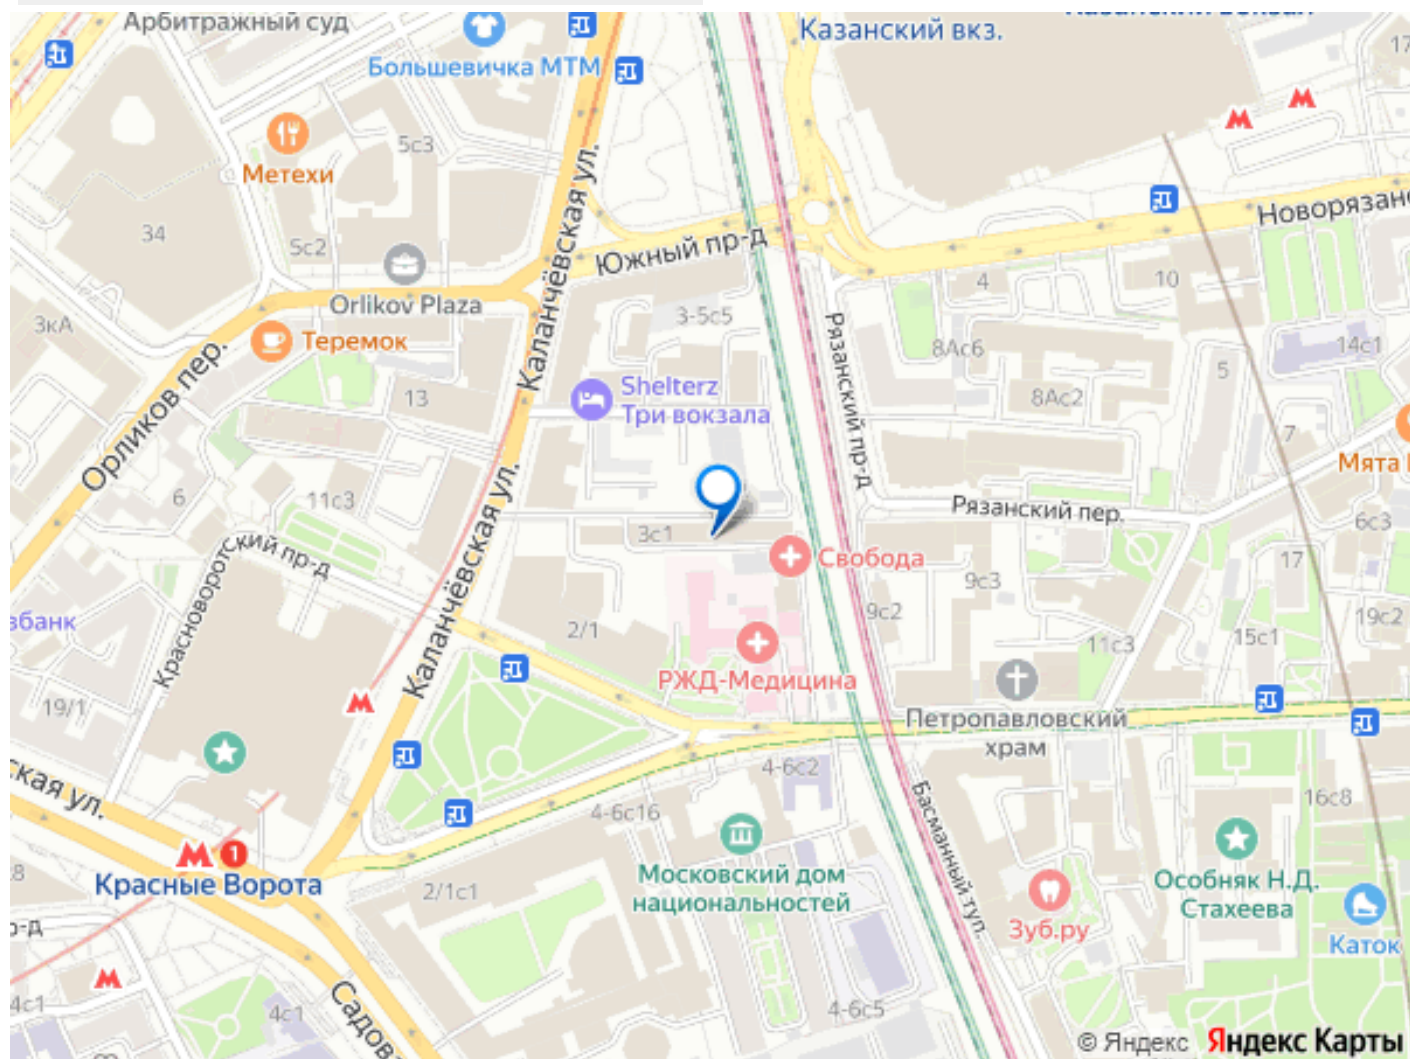 Арбитражный суд
Казанский вкз.
Большевичка МТМ
17
5с3
Метехи
Каланчёвская ул.
Новорязанс
34
5с2
Южный пр-д
4
10
Orlikov Plaza
3кА
Теремок
3-5с5
Рязанский пр-д
8Ас6
14с1
5
Shelterz
Три вокзала
13
8Ас2
Орликов пер.
7
Мята
6
11с3
Каланчёвская ул.
Рязанский пер.
6с3
3с1
Свобода
Красноворотский пр-д
9с3
17
9с2
19с2
збанк
2/1
11с3
15с1
РЖД-Медицина
19/1
Петропавловский
храм
ская ул.
4-6с2
4-6с16
Басманный туп.
16с8
1
Красные Ворота
2/1с1
Московский дом
национальностей
Особняк Н.Д.
Стахеева
Зуб.ру
Каток
о-д
4с1
4с1
Садов
4-6с5
© Яндекс Яндекс Карты